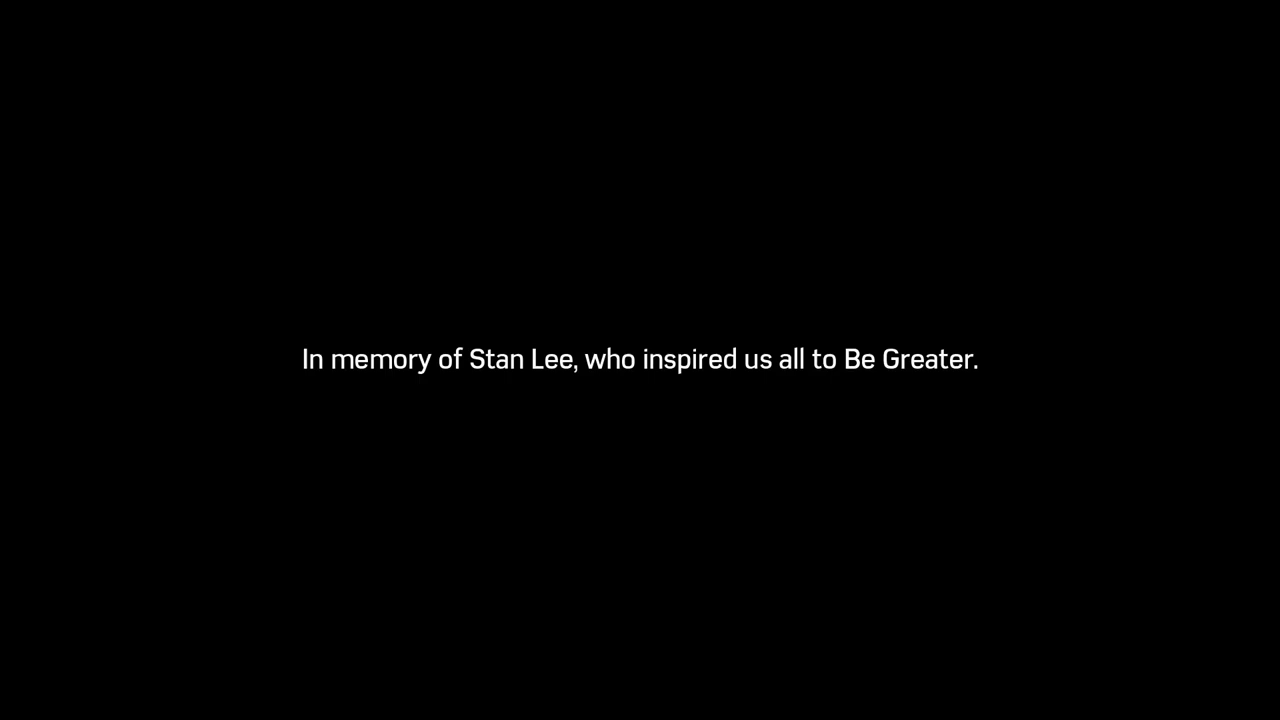 In memory of Stan Lee, who inspired us all to Be Greater.